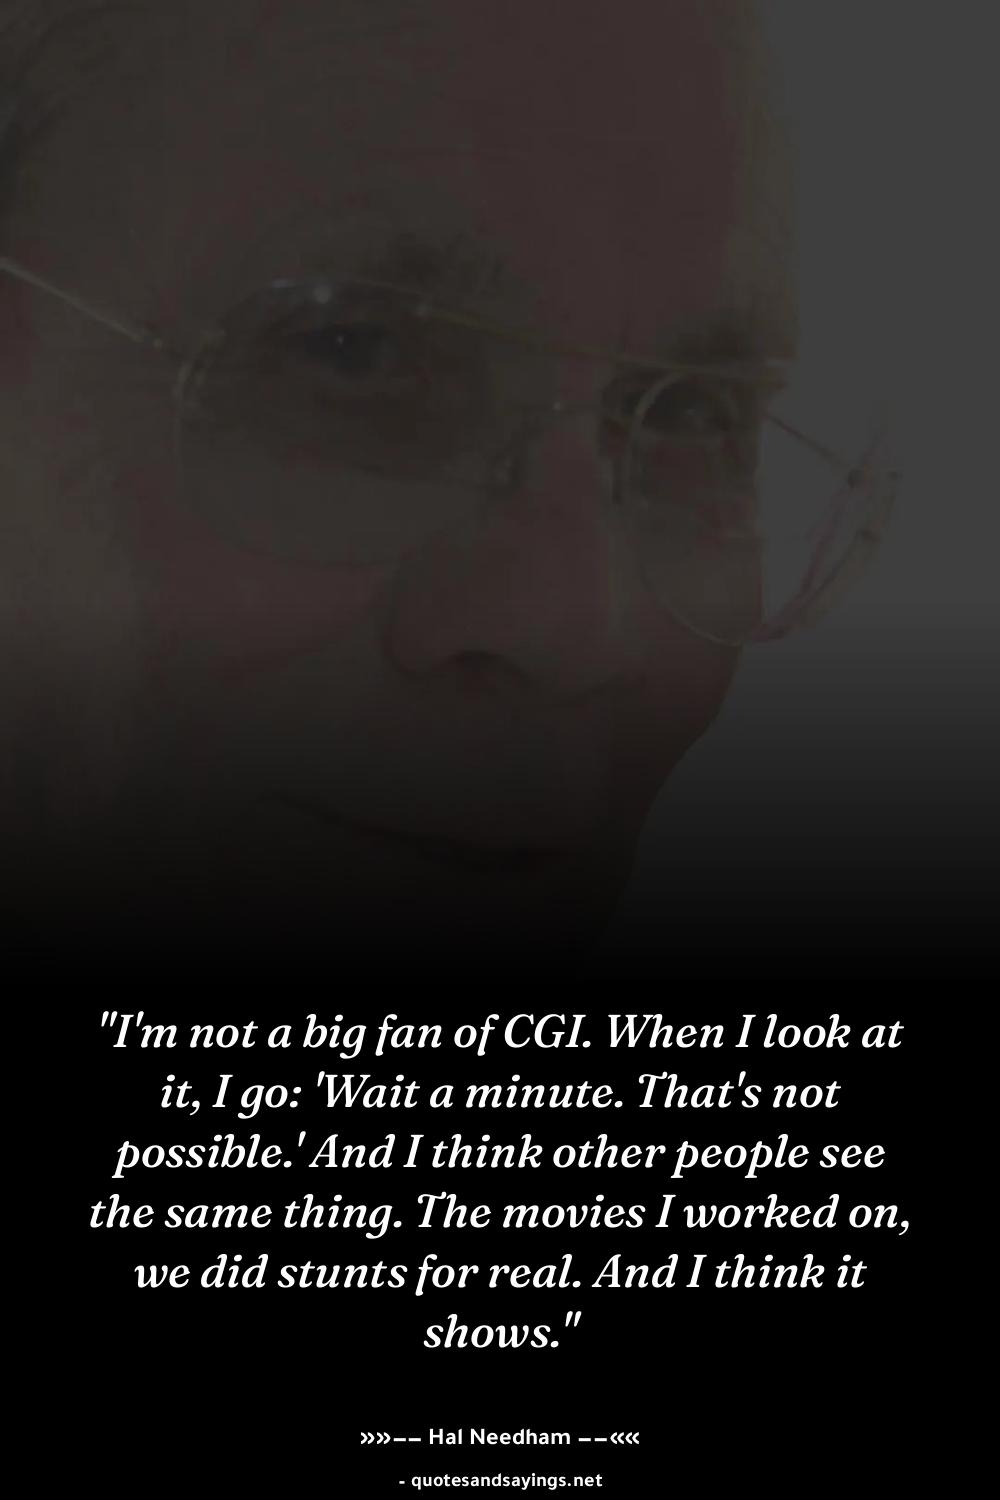 "I'm not a big fan of CGI. When I look at
it, I go: 'Wait a minute. That's not
possible.' And I think other people see
the same thing. The movies I worked on,
we did stunts for real. And I think it
shows."
»»–– Hal Needham ––««
- quotesandsayings.net